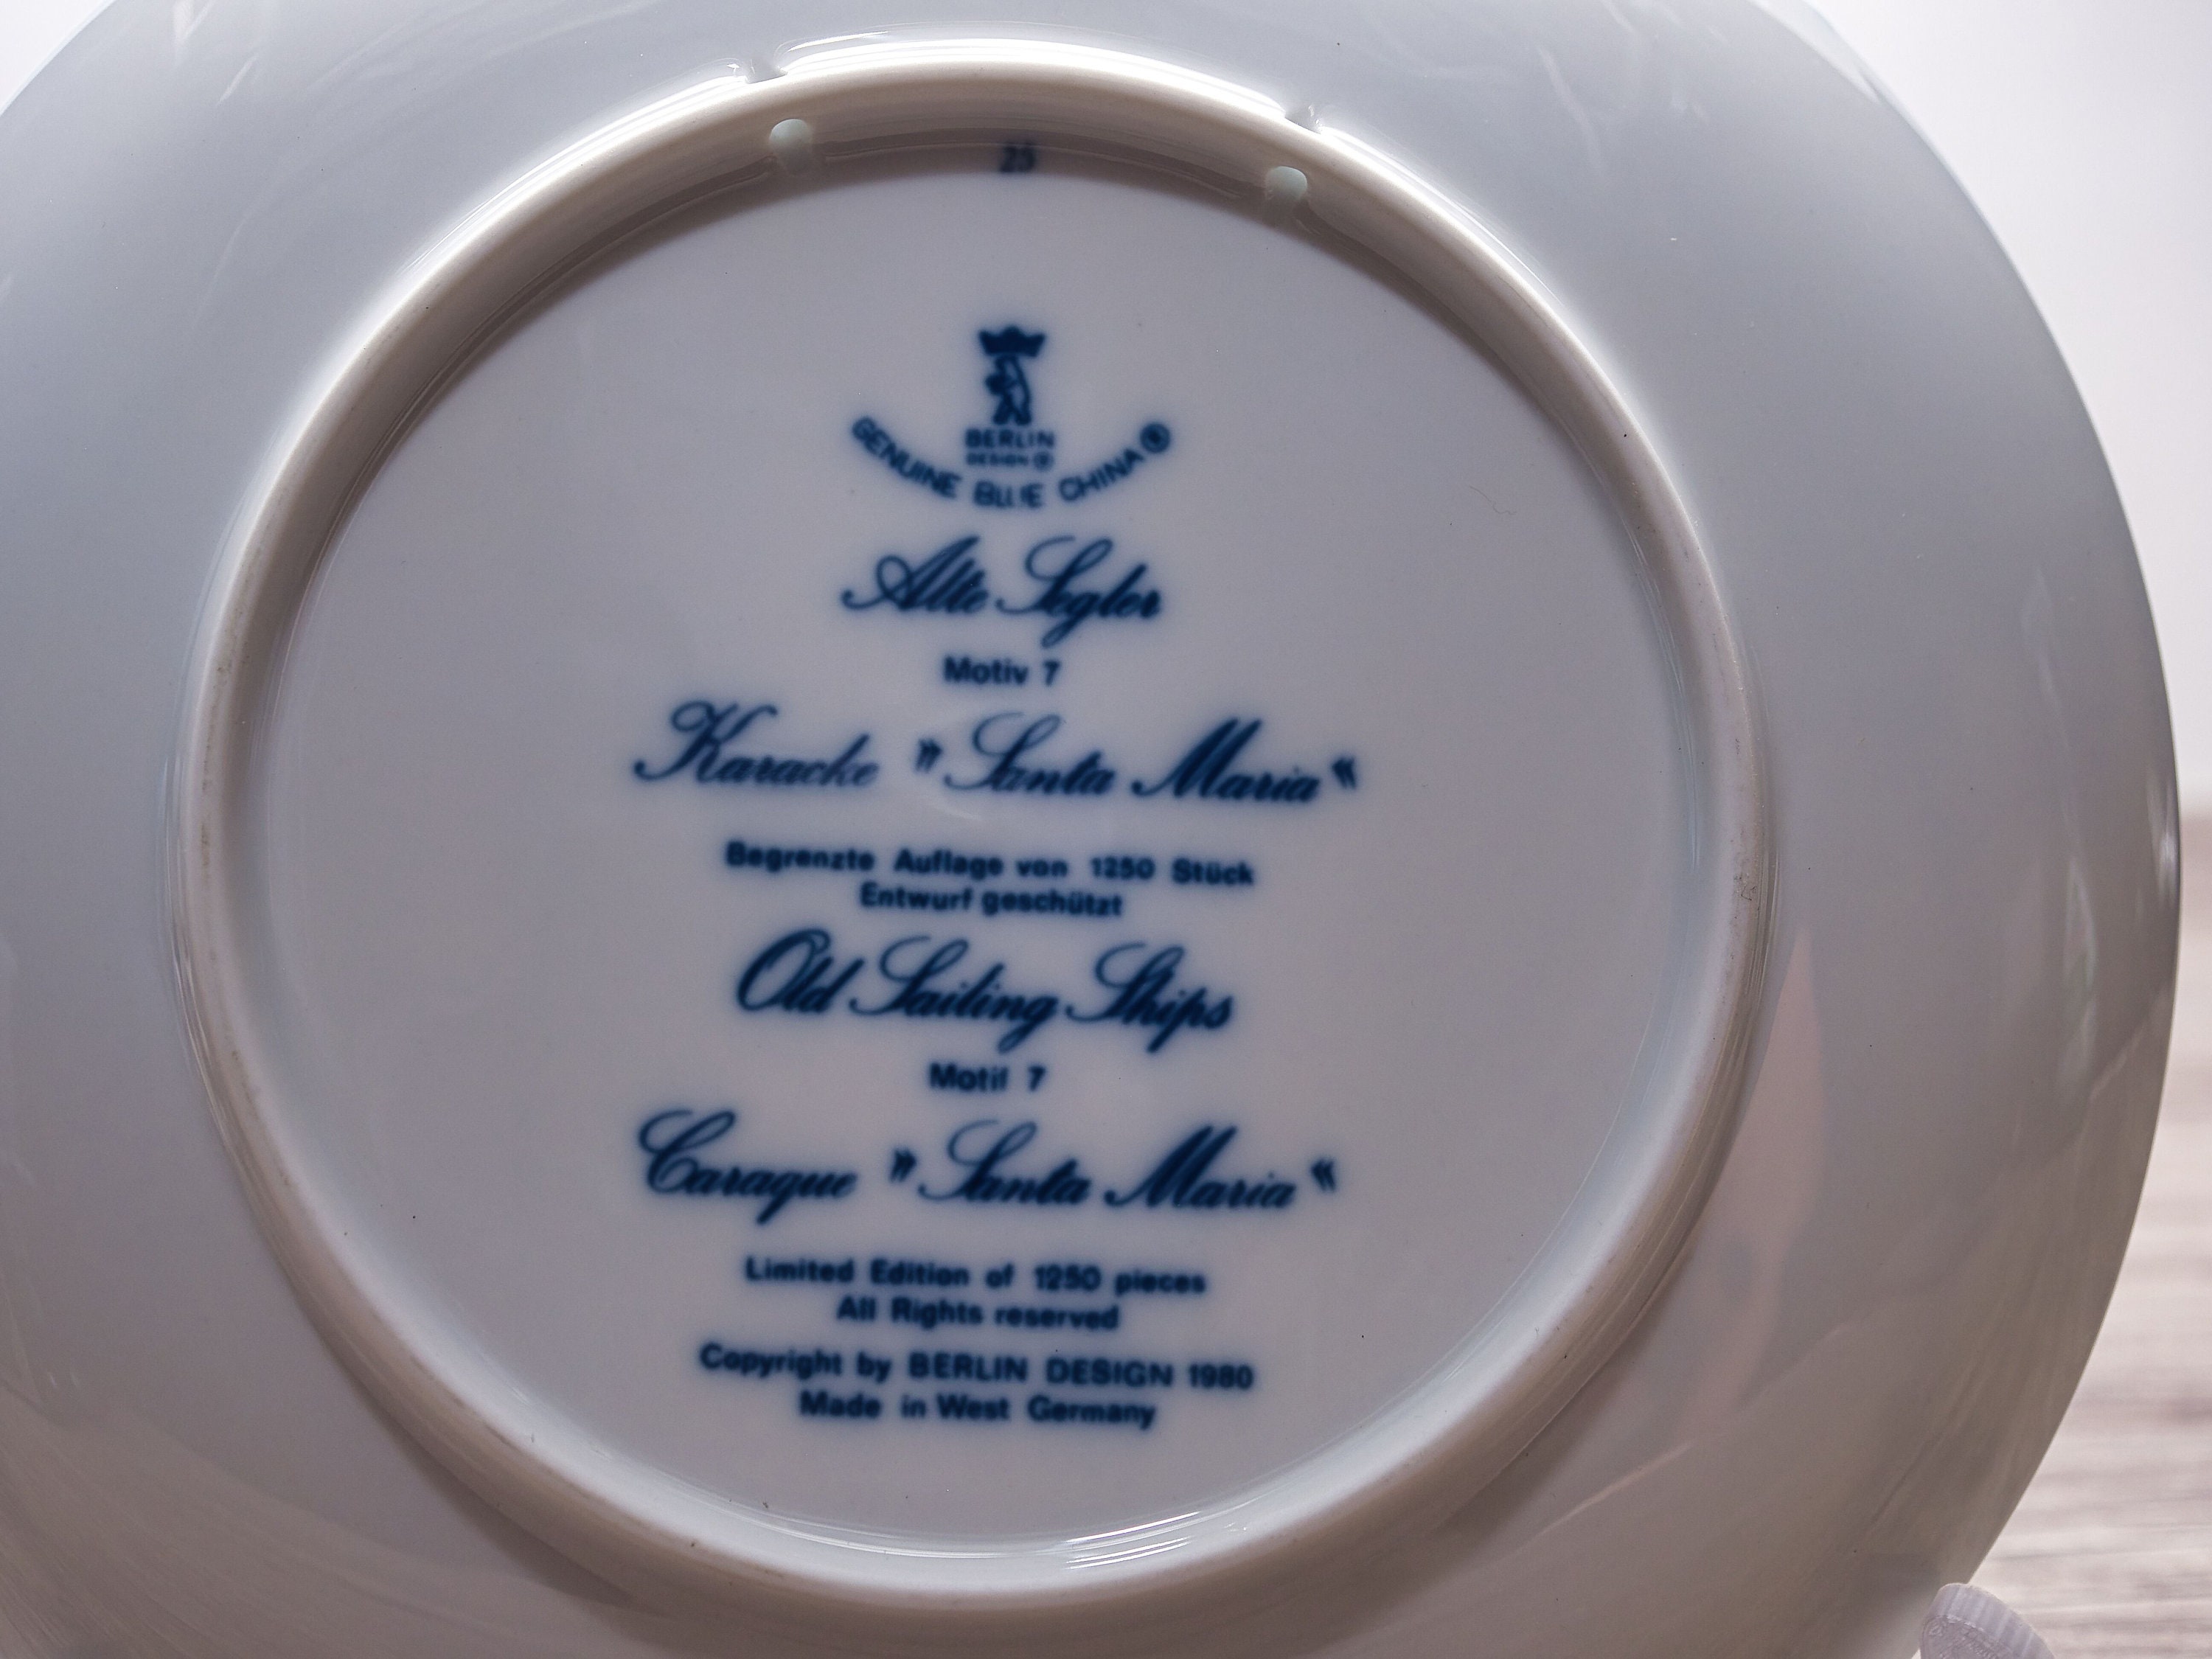 25
BERLIN
DESIGN ®
GENUINE BLUE CHINA ®
Alte Segler
Motiv 7
Karacke "Santa Maria"
Begrenzte Auflage von 1250 Stück
Entwurf geschützt
Old Sailing Ships
Motif 7
Caraque "Santa Maria"
Limited Edition of 1250 pieces
All Rights reserved
Copyright by BERLIN DESIGN 1980
Made in West Germany